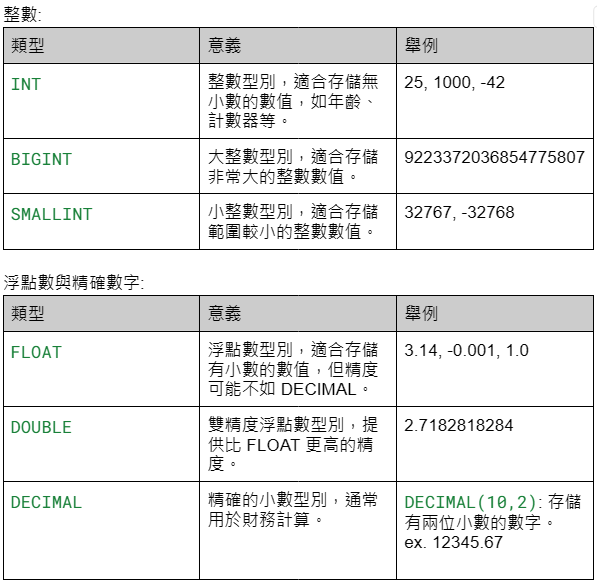 整數:
類型 意義 舉例
INT 整數型別，適合存儲無 25, 1000, -42
小數的數值，如年齡、
計數器等。
BIGINT 大整數型別，適合存儲 9223372036854775807
非常大的整數數值。
SMALLINT 小整數型別，適合存儲 32767, -32768
範圍較小的整數數值。
浮點數與精確數字:
類型 意義 舉例
FLOAT 浮點數型別，適合存儲 3.14, -0.001, 1.0
有小數的數值，但精度
可能不如 DECIMAL。
DOUBLE 雙精度浮點數型別，提 2.7182818284
供比 FLOAT 更高的精
度。
DECIMAL 精確的小數型別，通常 DECIMAL(10,2): 存儲
用於財務計算。 有兩位小數的數字。
ex. 12345.67